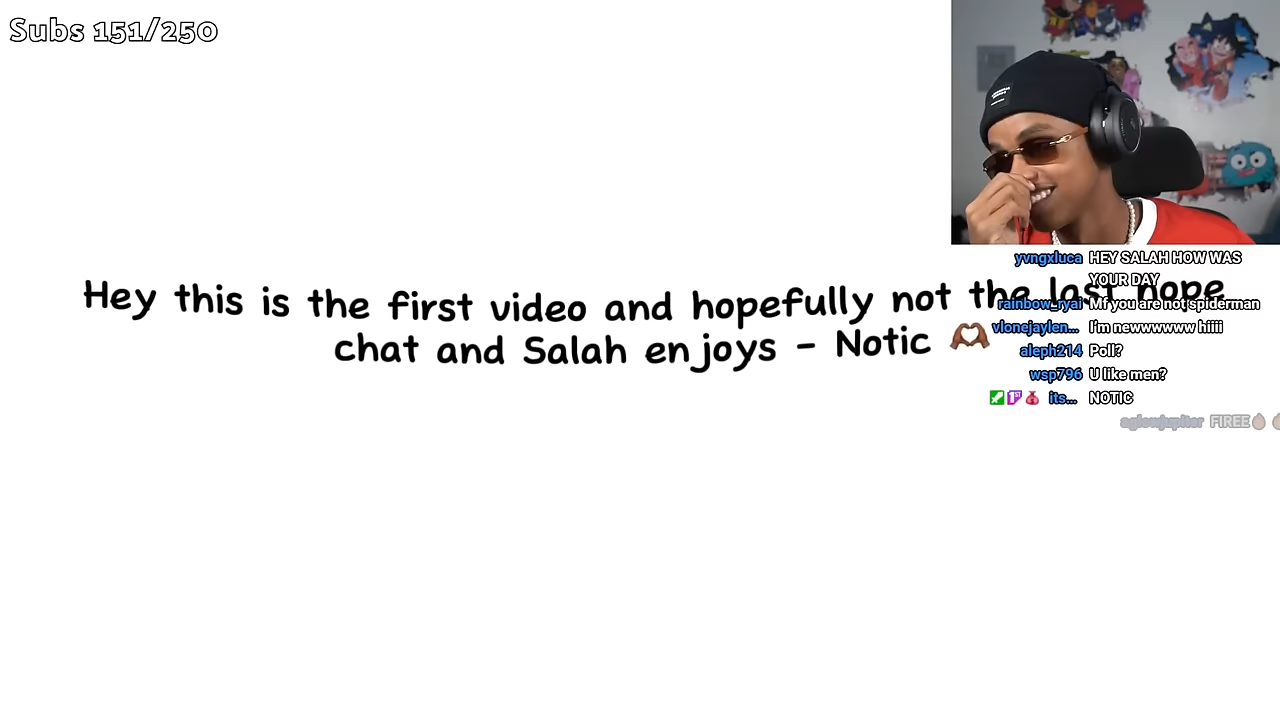 Subs 151/250
Hey this is the first video and hopefully not the last hope
chat and Salah enjoys - Notic 🫶🏾
yvngxluca HEY SALAH HOW WAS
YOUR DAY
rainbow_ryai Mf you are not spiderman
vlonejaylen... I'm newwwwww hiiii
aleph214 Poll?
wsp796 U like men?
its... NOTIC
FIREE